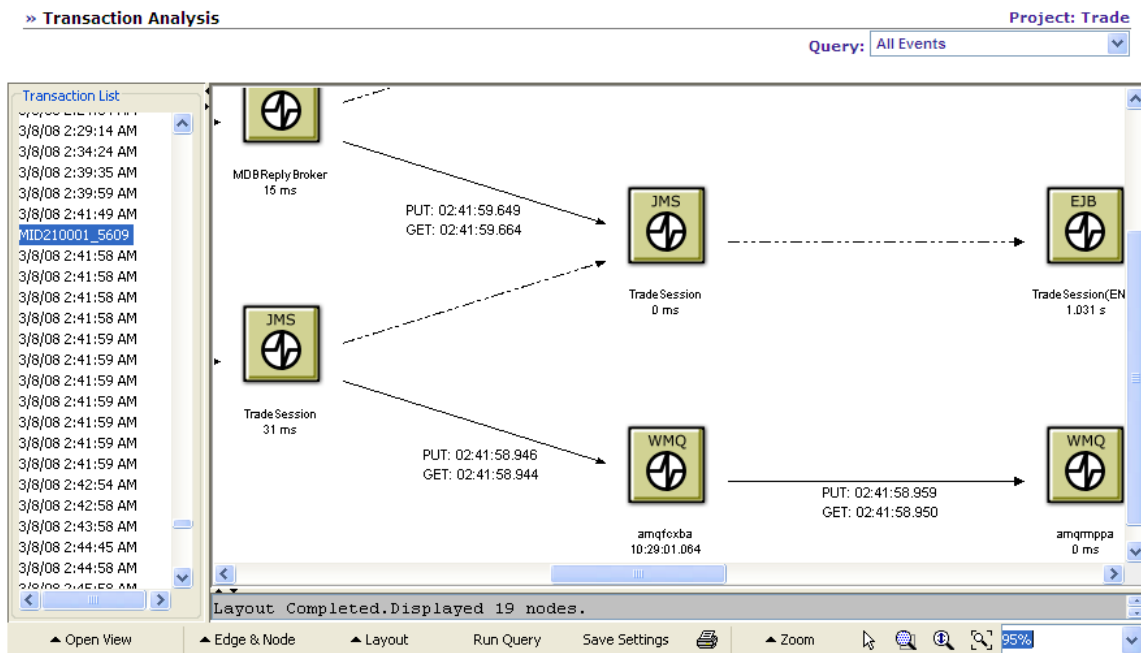 » Transaction Analysis
Project: Trade
Query: All Events
Transaction List
3/8/08 2:29:14 AM
3/8/08 2:34:24 AM
3/8/08 2:39:35 AM
3/8/08 2:39:59 AM
3/8/08 2:41:49 AM
MID210001_5609
3/8/08 2:41:58 AM
3/8/08 2:41:58 AM
3/8/08 2:41:58 AM
3/8/08 2:41:58 AM
3/8/08 2:41:59 AM
3/8/08 2:41:59 AM
3/8/08 2:41:59 AM
3/8/08 2:41:59 AM
3/8/08 2:41:59 AM
3/8/08 2:41:59 AM
3/8/08 2:41:59 AM
3/8/08 2:42:54 AM
3/8/08 2:42:58 AM
3/8/08 2:43:58 AM
3/8/08 2:44:45 AM
3/8/08 2:44:58 AM
3/8/08 2:45:58 AM
MDBReplyBroker
15 ms
PUT: 02:41:59.649
GET: 02:41:59.664
JMS
TradeSession
0 ms
EJB
TradeSession(EN
1.031 s
JMS
TradeSession
31 ms
PUT: 02:41:58.946
GET: 02:41:58.944
WMQ
amqfcxba
10:29:01.064
PUT: 02:41:58.959
GET: 02:41:58.950
WMQ
amqrmppa
0 ms
Layout Completed.Displayed 19 nodes.
Open View
Edge & Node
Layout
Run Query
Save Settings
Zoom
95%